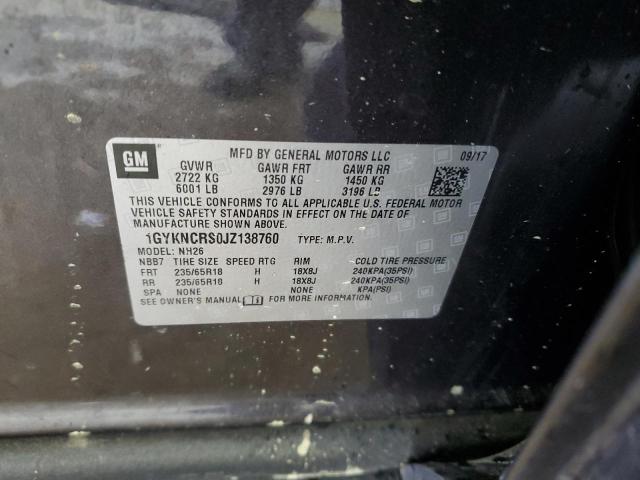 GM
MFD BY GENERAL MOTORS LLC 09/17
GVWR GAWR FRT GAWR RR
2722 KG 1350 KG 1450 KG
6001 LB 2976 LB 3196 LB
THIS VEHICLE CONFORMS TO ALL APPLICABLE U.S. FEDERAL MOTOR
VEHICLE SAFETY STANDARDS IN EFFECT ON THE DATE OF
MANUFACTURE SHOWN ABOVE.
1GYKNCRS0JZ138760 TYPE: M.P.V.
MODEL: NH26
NBB7 TIRE SIZE SPEED RTG RIM COLD TIRE PRESSURE
FRT 235/65R18 H 18X8J 240KPA(35PSI)
RR 235/65R18 H 18X8J 240KPA(35PSI)
SPA NONE NONE KPA(PSI)
SEE OWNER'S MANUAL FOR MORE INFORMATION.